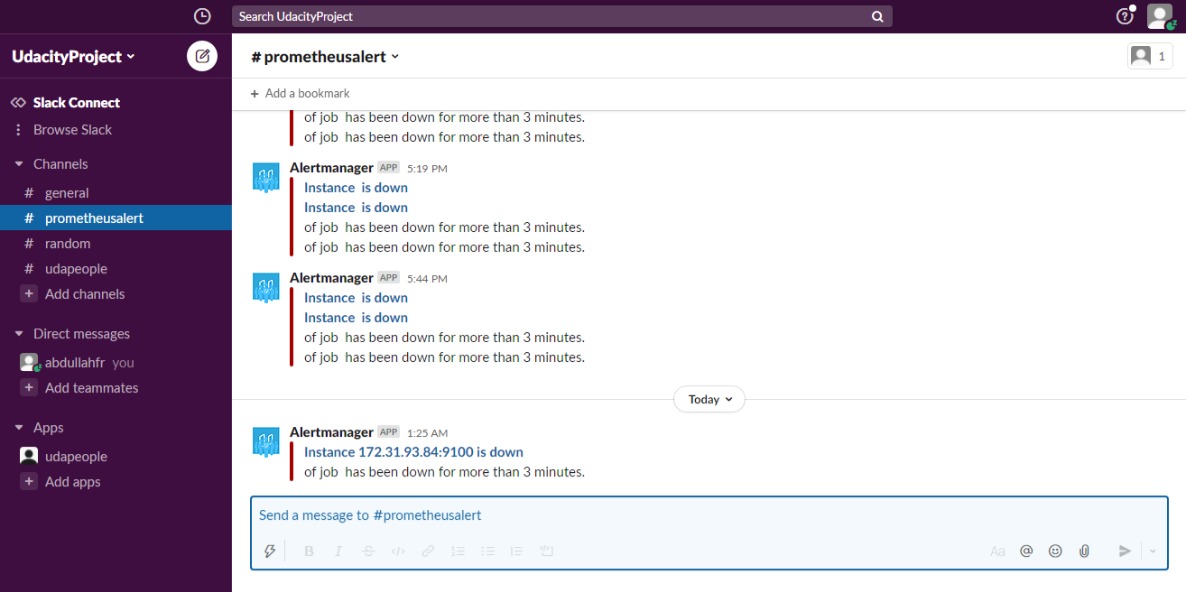 Search UdacityProject
UdacityProject
# prometheusalert
1
Slack Connect
Browse Slack
Channels
# general
# prometheusalert
# random
# udapeople
+ Add channels
Direct messages
abdullahfr you
+ Add teammates
Apps
udapeople
+ Add apps
+ Add a bookmark
of job has been down for more than 3 minutes.
of job has been down for more than 3 minutes.
Alertmanager APP 5:19 PM
Instance is down
Instance is down
of job has been down for more than 3 minutes.
of job has been down for more than 3 minutes.
Alertmanager APP 5:44 PM
Instance is down
Instance is down
of job has been down for more than 3 minutes.
of job has been down for more than 3 minutes.
Today
Alertmanager APP 1:25 AM
Instance 172.31.93.84:9100 is down
of job has been down for more than 3 minutes.
Send a message to #prometheusalert
B I S </> Aa @